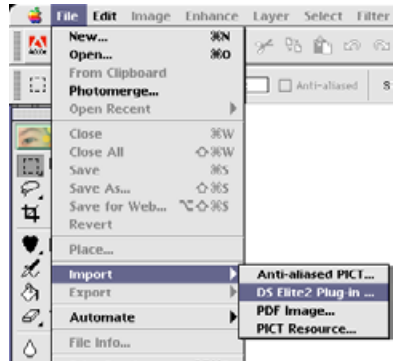 File Edit Image Enhance Layer Select Filter
New... ⌘N
Open... ⌘O
From Clipboard
Photomerge...
Open Recent
Anti-aliased
Close ⌘W
Close All ⇧⌘W
Save ⌘S
Save As... ⇧⌘S
Save for Web... ⌥⇧⌘S
Revert
Place...
Import
Anti-aliased PICT...
Export
DS Elite2 Plug-in ...
PDF Image...
Automate
PICT Resource...
File Info...